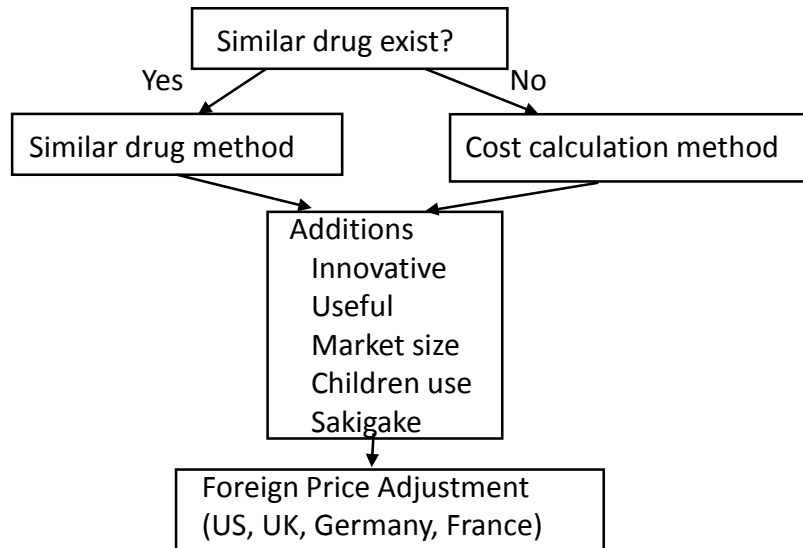 Similar drug exist?
Yes
No
Similar drug method
Cost calculation method
Additions
Innovative
Useful
Market size
Children use
Sakigake
Foreign Price Adjustment
(US, UK, Germany, France)